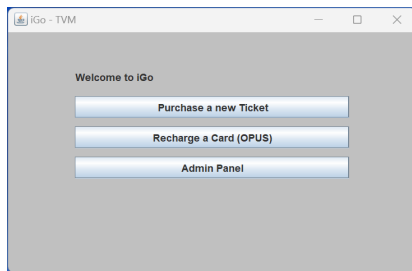 iGo - TVM
Welcome to iGo
Purchase a new Ticket
Recharge a Card (OPUS)
Admin Panel